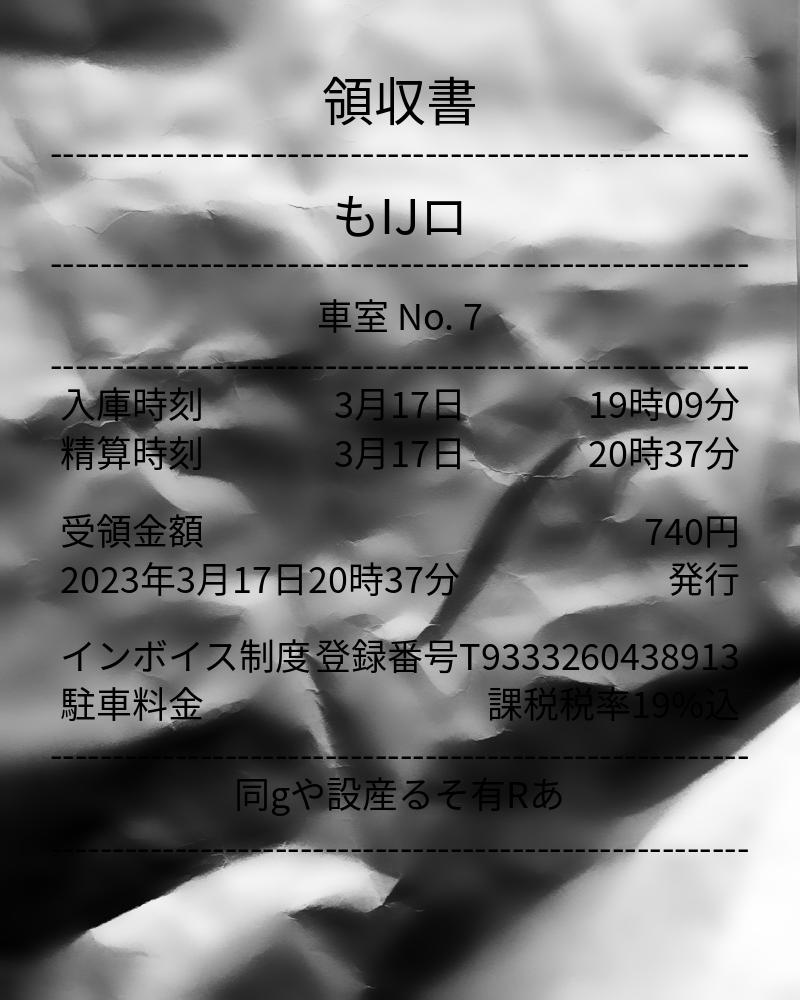 領収書
もIJ口
車室 No. 7
入庫時刻 3月17日 19時09分
精算時刻 3月17日 20時37分
受領金額 740円
2023年3月17日20時37分 発行
インボイス制度 登録番号T9333260438913
駐車料金 課税税率19%込
同gや設産るそ有Rあ